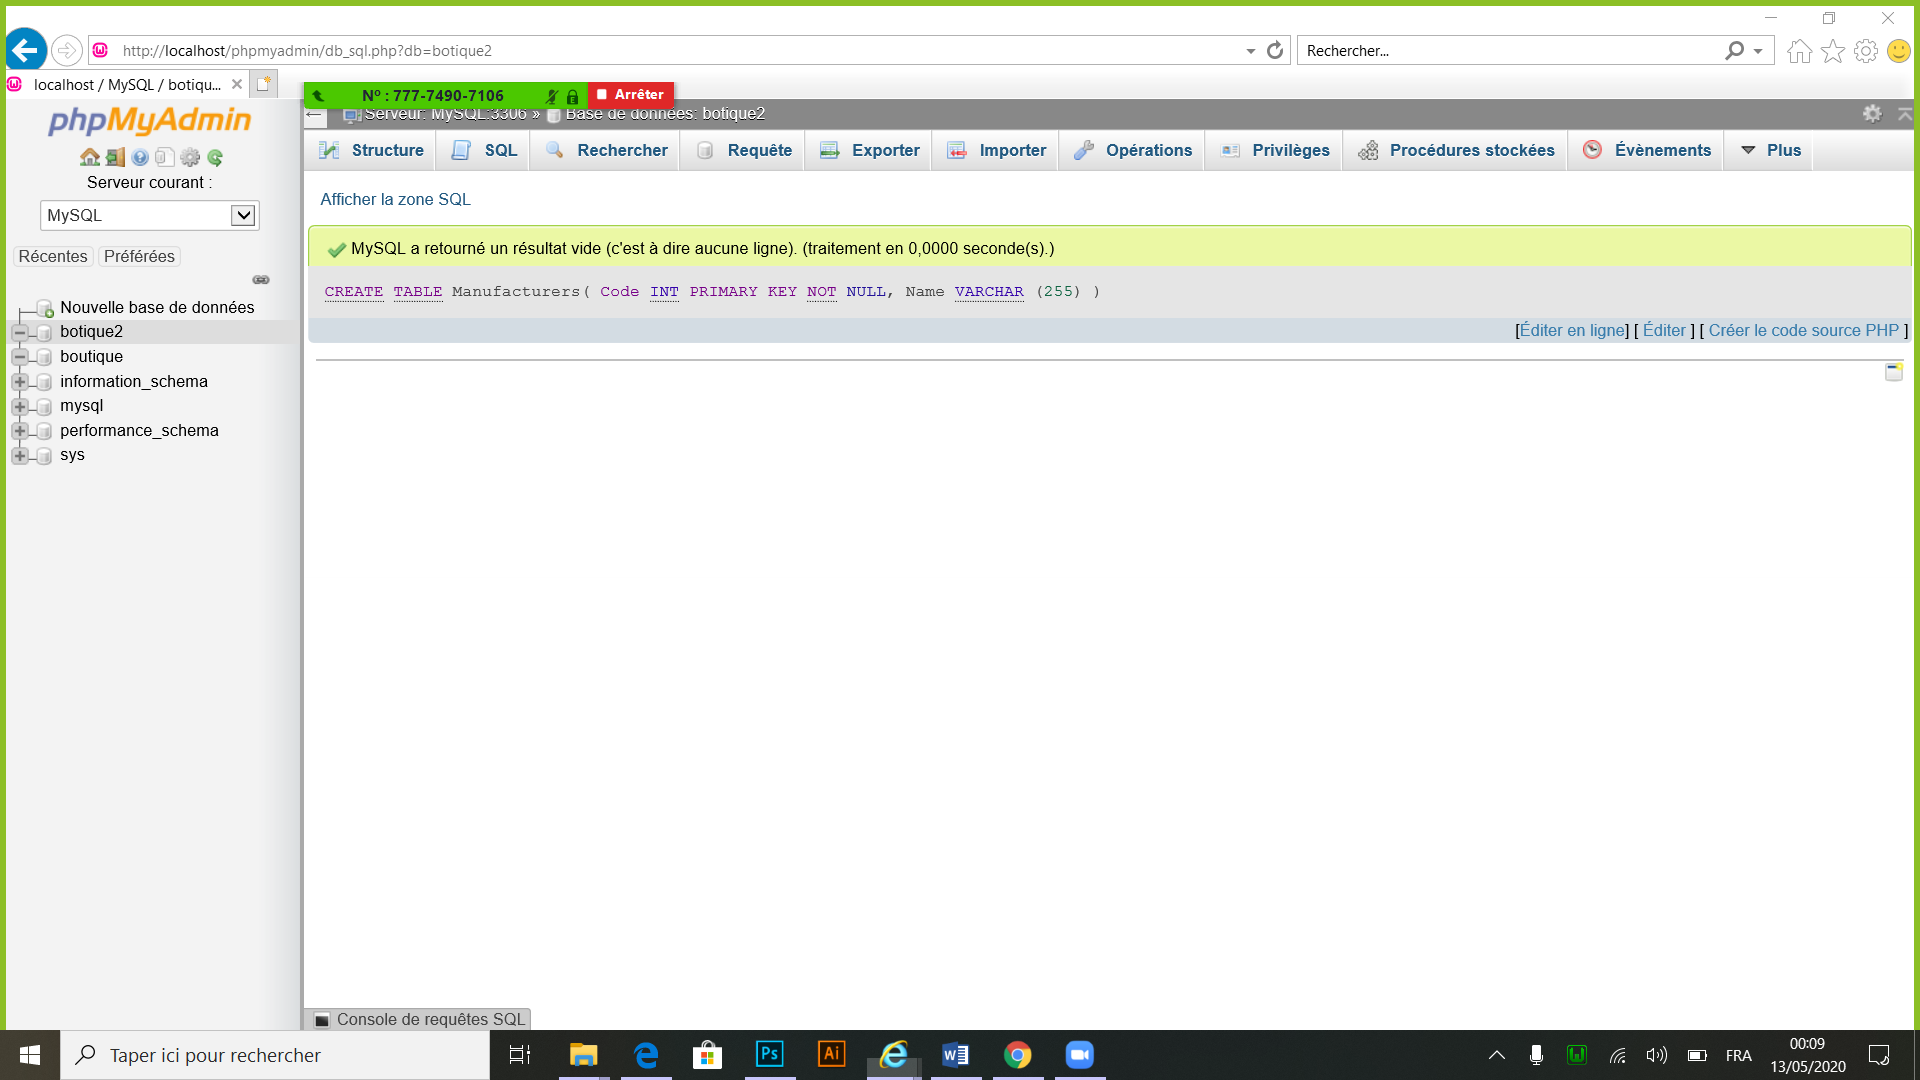 http://localhost/phpmyadmin/db_sql.php?db=botique2
Rechercher...
localhost / MySQL / botiqu...
Nº : 777-7490-7106
Arrêter
phpMyAdmin
Serveur: MySQL:3306 » Base de données: botique2
Structure SQL Rechercher Requête Exporter Importer Opérations Privilèges Procédures stockées Évènements Plus
Serveur courant :
MySQL
Récentes Préférées
Nouvelle base de données
botique2
boutique
information_schema
mysql
performance_schema
sys
Afficher la zone SQL
MySQL a retourné un résultat vide (c'est à dire aucune ligne). (traitement en 0,0000 seconde(s).)
CREATE TABLE Manufacturers( Code INT PRIMARY KEY NOT NULL, Name VARCHAR (255) )
[Éditer en ligne] [ Éditer ] [ Créer le code source PHP ]
Console de requêtes SQL
Taper ici pour rechercher
Ps
Ai
FRA
00:09
13/05/2020